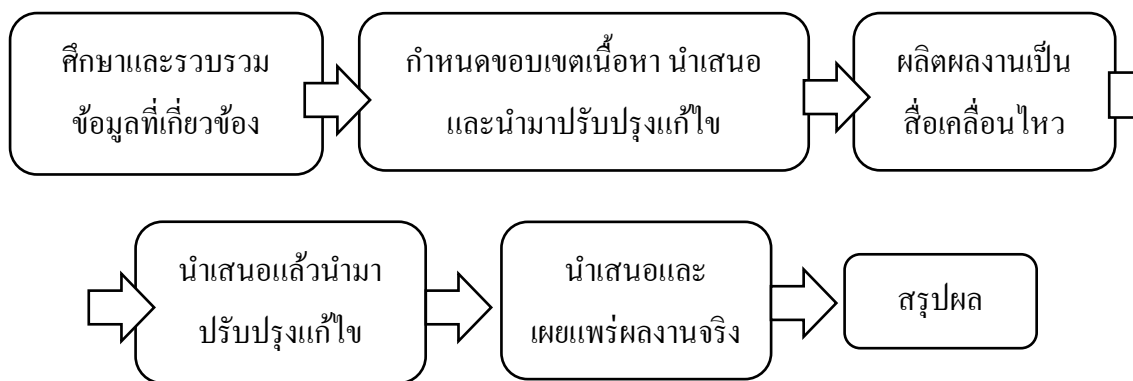 ศึกษาและรวบรวม
ข้อมูลที่เกี่ยวข้อง
กำหนดขอบเขตเนื้อหา นำเสนอ
และนำมาปรับปรุงแก้ไข
ผลิตผลงานเป็น
สื่อเคลื่อนไหว
นำเสนอแล้วนำมา
ปรับปรุงแก้ไข
นำเสนอและ
เผยแพร่ผลงานจริง
สรุปผล